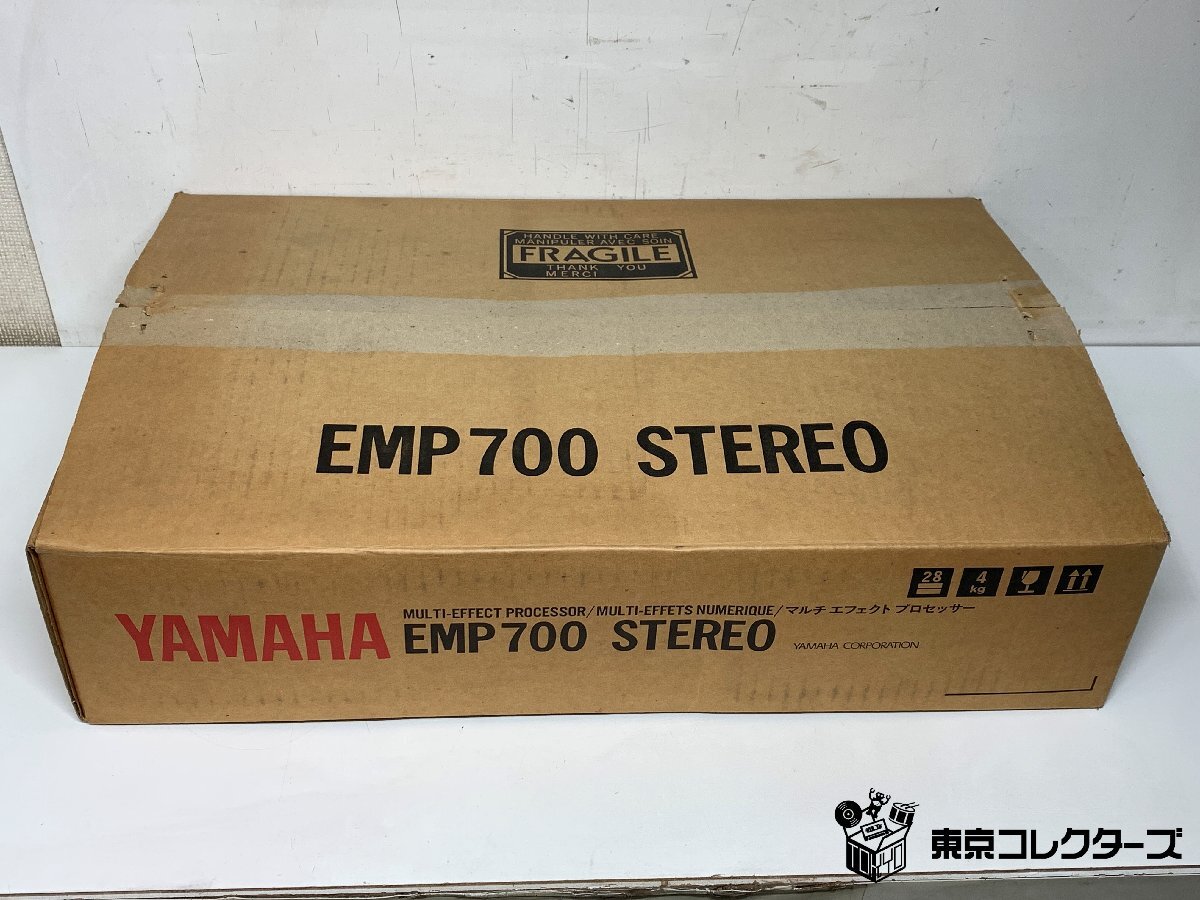 HANDLE WITH CARE
MANIPULER AVEC SOIN
FRAGILE
THANK YOU
MERCI
EMP700 STEREO
28
4
kg
YAMAHA
MULTI-EFFECT PROCESSOR/MULTI-EFFETS NUMERIQUE/マルチ エフェクト プロセッサー
EMP700 STEREO
YAMAHA CORPORATION
TOKYO
東京コレクターズ